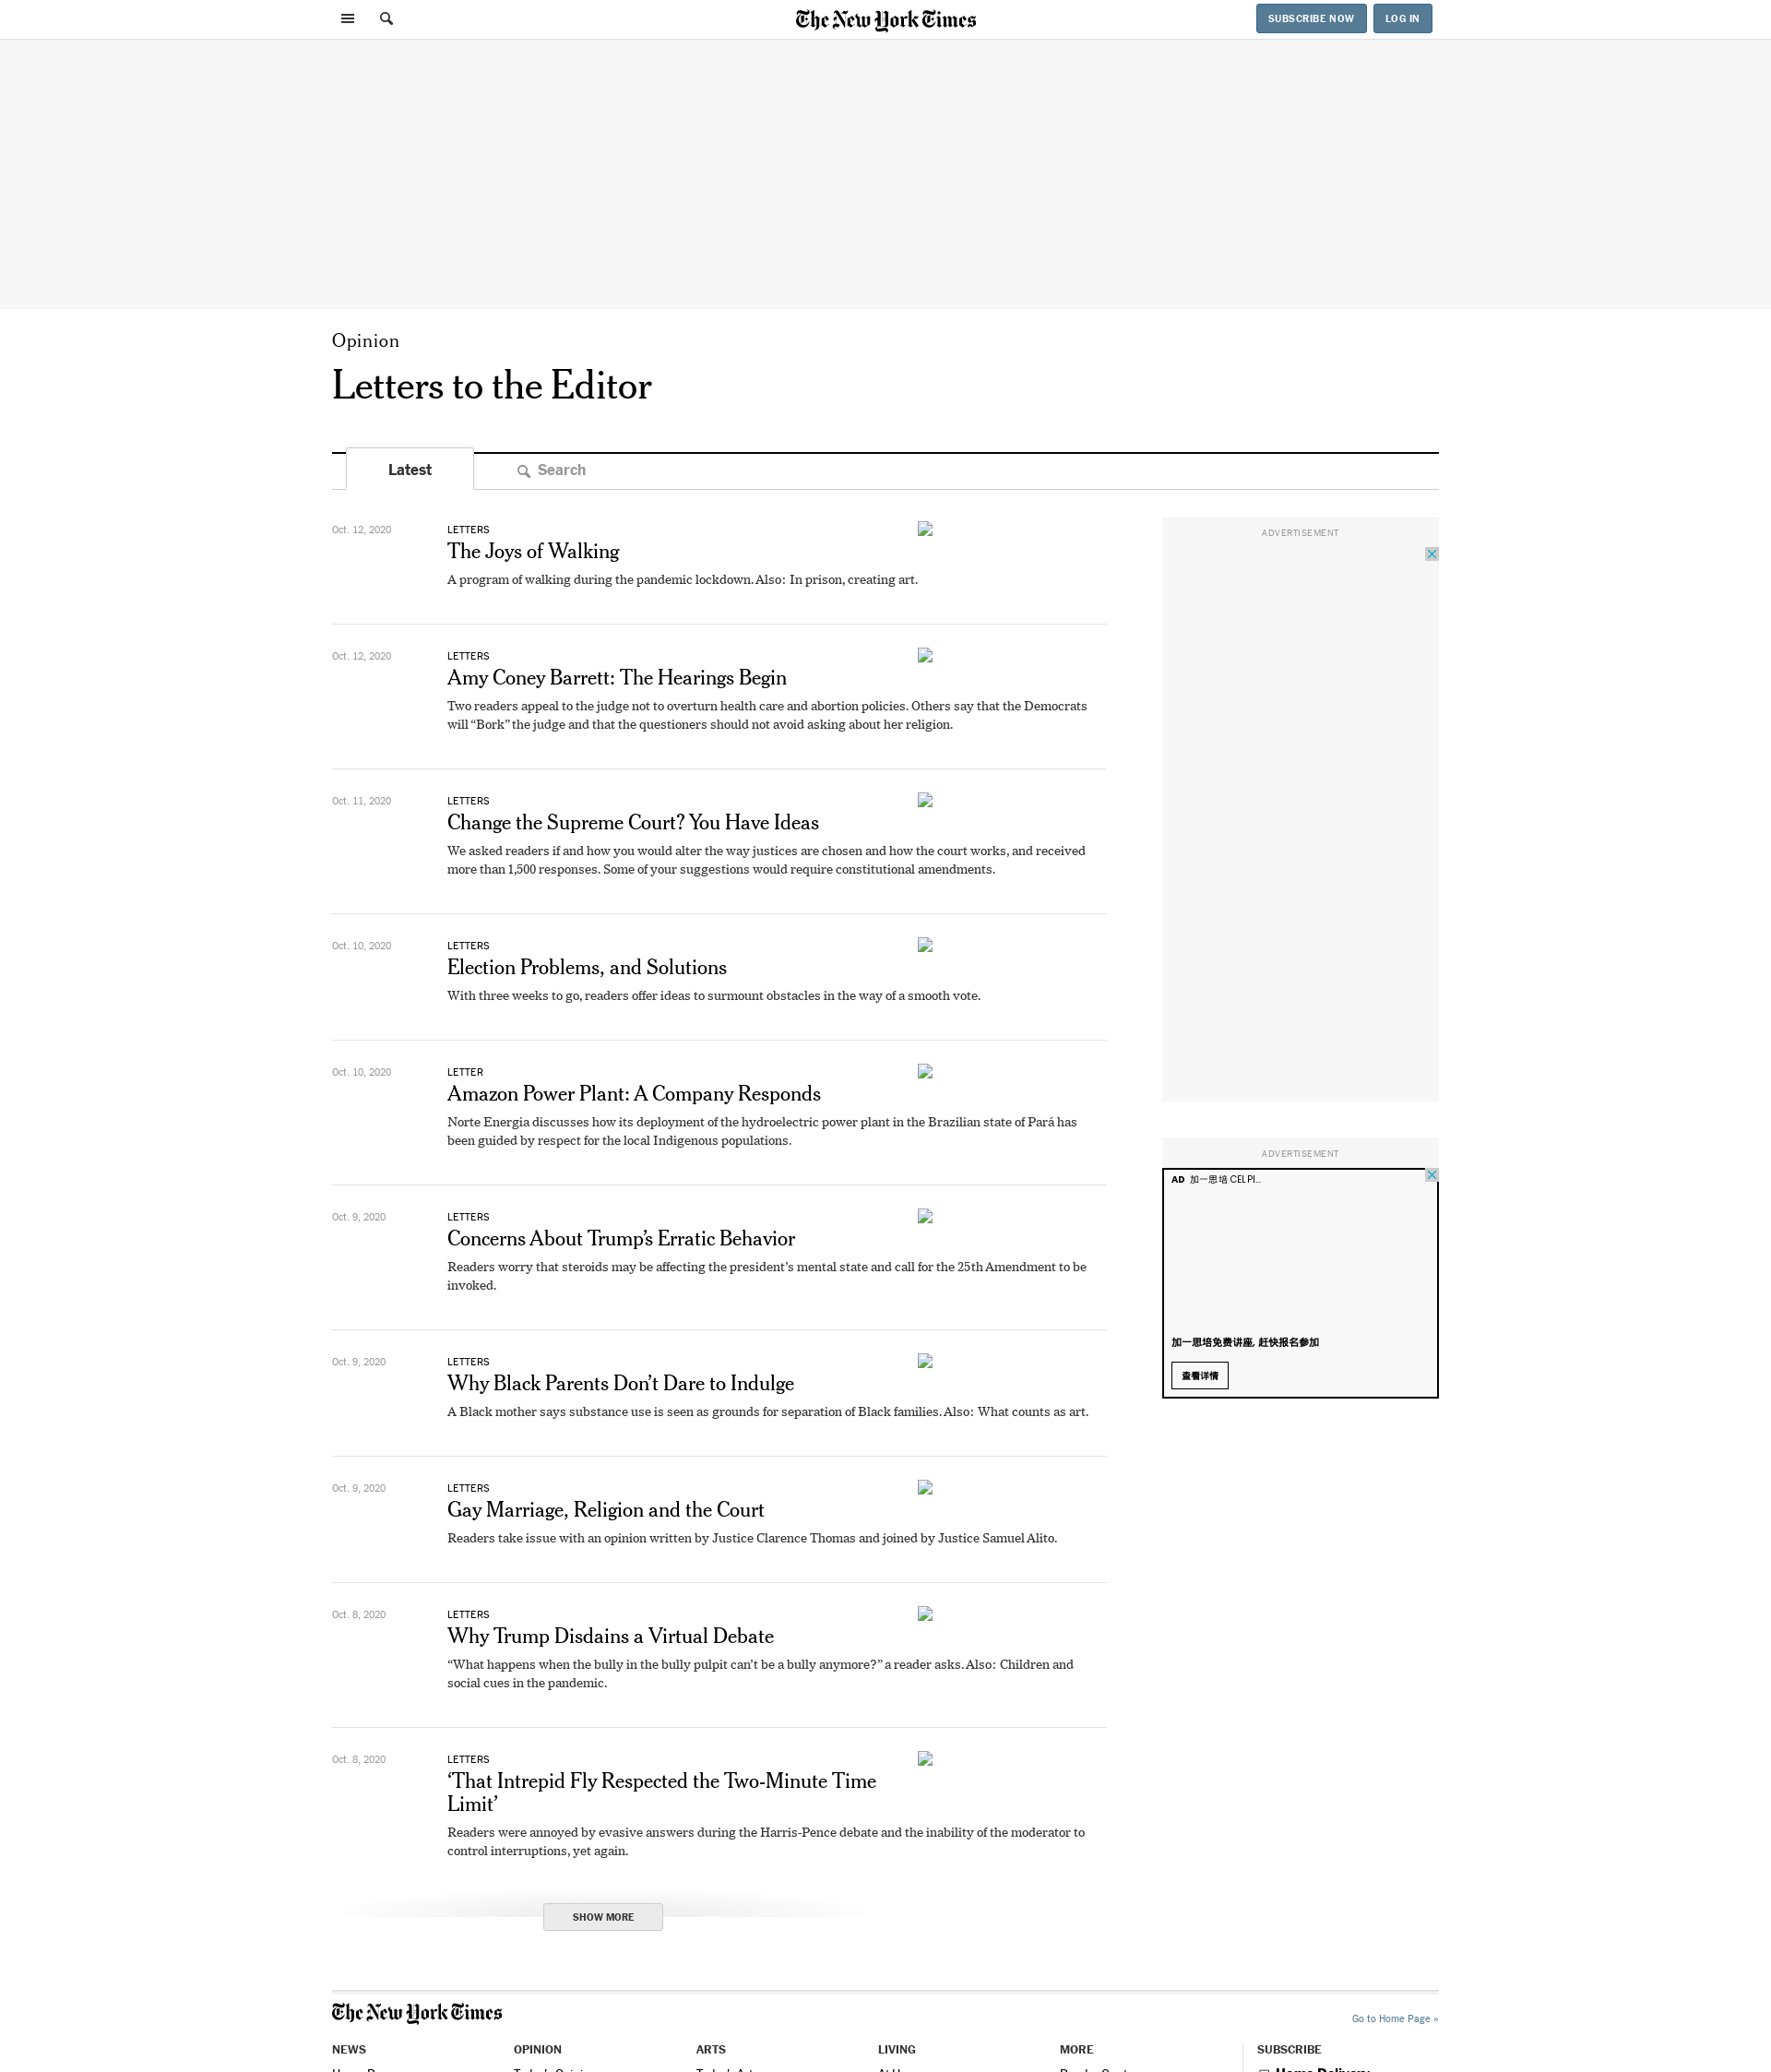 The New York Times
SUBSCRIBE NOW
LOG IN
Opinion
Letters to the Editor
Latest
Search
Oct. 12, 2020
LETTERS
The Joys of Walking
A program of walking during the pandemic lockdown. Also: In prison, creating art.
Oct. 12, 2020
LETTERS
Amy Coney Barrett: The Hearings Begin
Two readers appeal to the judge not to overturn health care and abortion policies. Others say that the Democrats
will “Bork” the judge and that the questioners should not avoid asking about her religion.
Oct. 11, 2020
LETTERS
Change the Supreme Court? You Have Ideas
We asked readers if and how you would alter the way justices are chosen and how the court works, and received
more than 1,500 responses. Some of your suggestions would require constitutional amendments.
Oct. 10, 2020
LETTERS
Election Problems, and Solutions
With three weeks to go, readers offer ideas to surmount obstacles in the way of a smooth vote.
Oct. 10, 2020
LETTER
Amazon Power Plant: A Company Responds
Norte Energia discusses how its deployment of the hydroelectric power plant in the Brazilian state of Pará has
been guided by respect for the local Indigenous populations.
Oct. 9, 2020
LETTERS
Concerns About Trump’s Erratic Behavior
Readers worry that steroids may be affecting the president’s mental state and call for the 25th Amendment to be
invoked.
Oct. 9, 2020
LETTERS
Why Black Parents Don’t Dare to Indulge
A Black mother says substance use is seen as grounds for separation of Black families. Also: What counts as art.
Oct. 9, 2020
LETTERS
Gay Marriage, Religion and the Court
Readers take issue with an opinion written by Justice Clarence Thomas and joined by Justice Samuel Alito.
Oct. 8, 2020
LETTERS
Why Trump Disdains a Virtual Debate
“What happens when the bully in the bully pulpit can’t be a bully anymore?” a reader asks. Also: Children and
social cues in the pandemic.
Oct. 8, 2020
LETTERS
‘That Intrepid Fly Respected the Two-Minute Time
Limit’
Readers were annoyed by evasive answers during the Harris-Pence debate and the inability of the moderator to
control interruptions, yet again.
SHOW MORE
ADVERTISEMENT
ADVERTISEMENT
AD 加一思培 CELPI...
加一思培免费讲座, 赶快报名参加
查看详情
The New York Times
Go to Home Page »
NEWS
OPINION
ARTS
LIVING
MORE
SUBSCRIBE